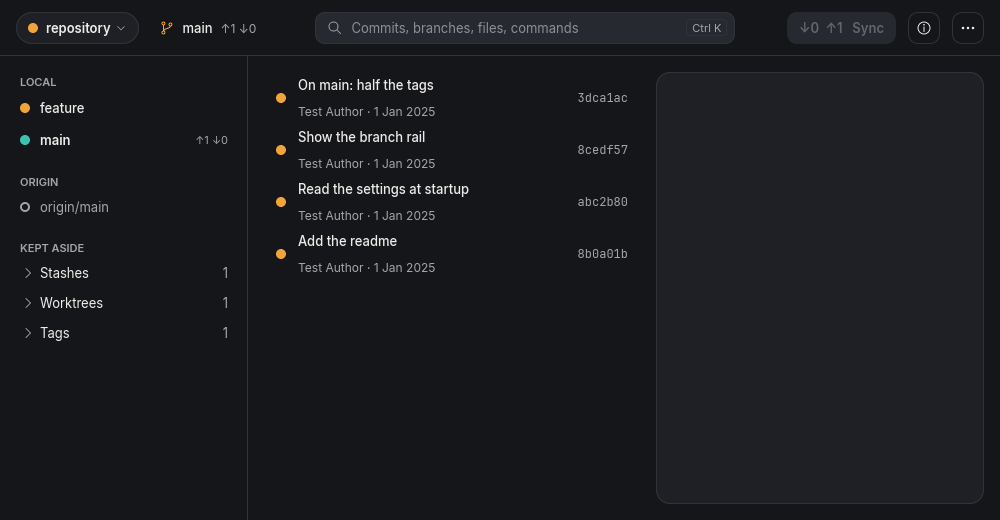 repository
main ↑1 ↓0
Commits, branches, files, commands
Ctrl K
↓0 ↑1 Sync
LOCAL
feature
main ↑1 ↓0
ORIGIN
origin/main
KEPT ASIDE
Stashes 1
Worktrees 1
Tags 1
On main: half the tags
Test Author · 1 Jan 2025
3dca1ac
Show the branch rail
Test Author · 1 Jan 2025
8cedf57
Read the settings at startup
Test Author · 1 Jan 2025
abc2b80
Add the readme
Test Author · 1 Jan 2025
8b0a01b